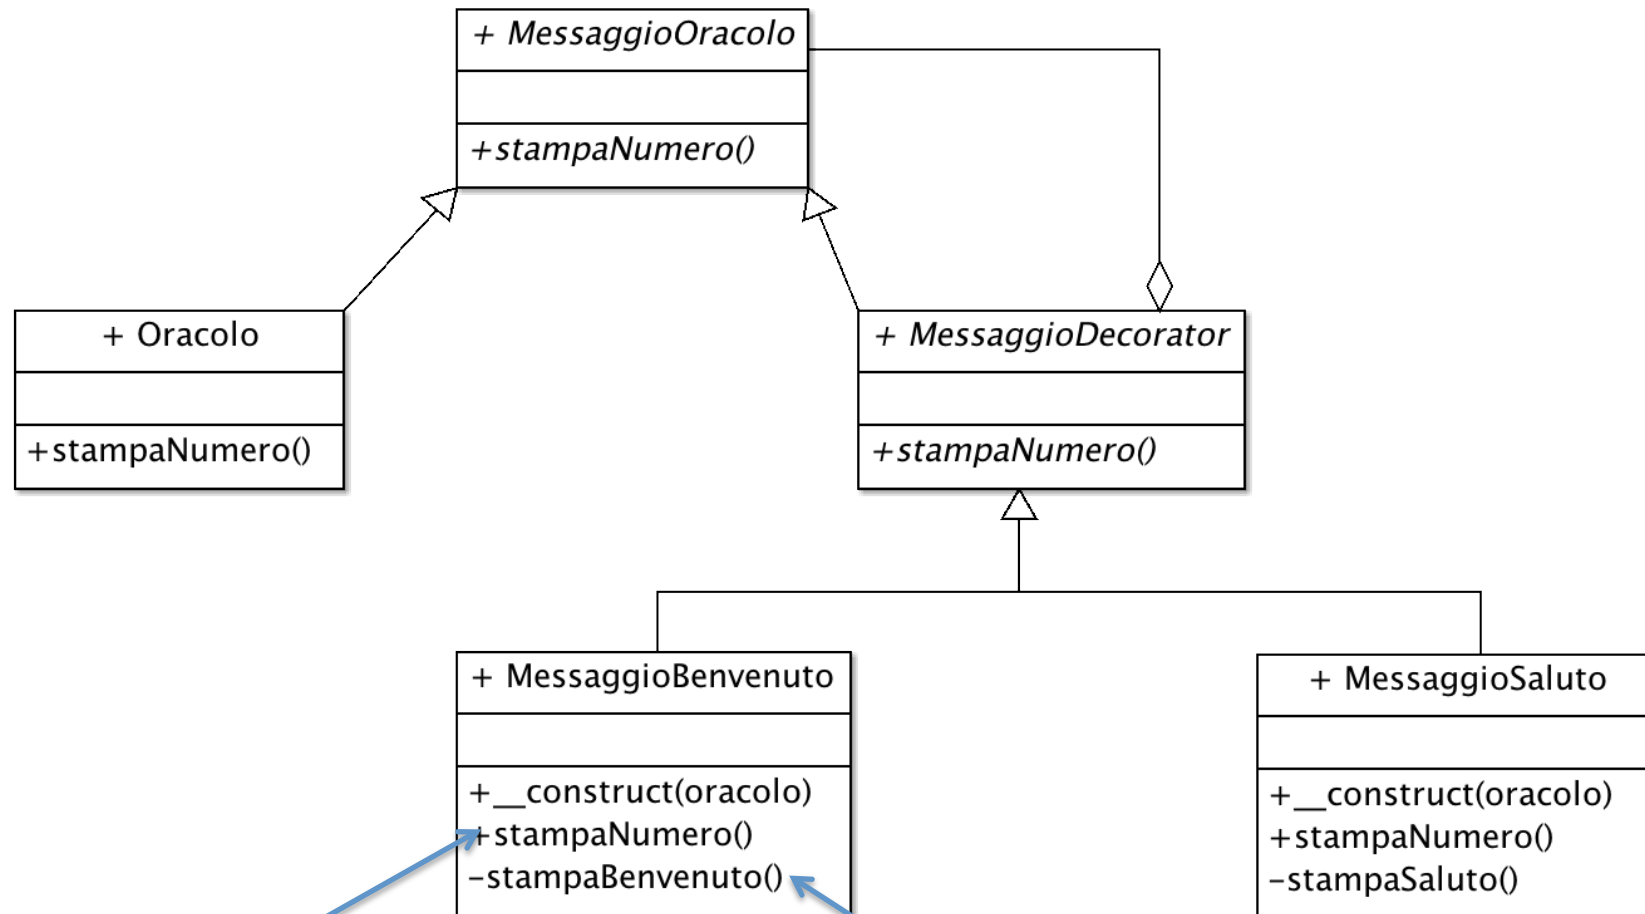 + MessaggioOracolo
+stampaNumero()
+ Oracolo
+stampaNumero()
+ MessaggioDecorator
+stampaNumero()
+ MessaggioBenvenuto
+__construct(oracolo)
+stampaNumero()
-stampaBenvenuto()
+ MessaggioSaluto
+__construct(oracolo)
+stampaNumero()
-stampaSaluto()